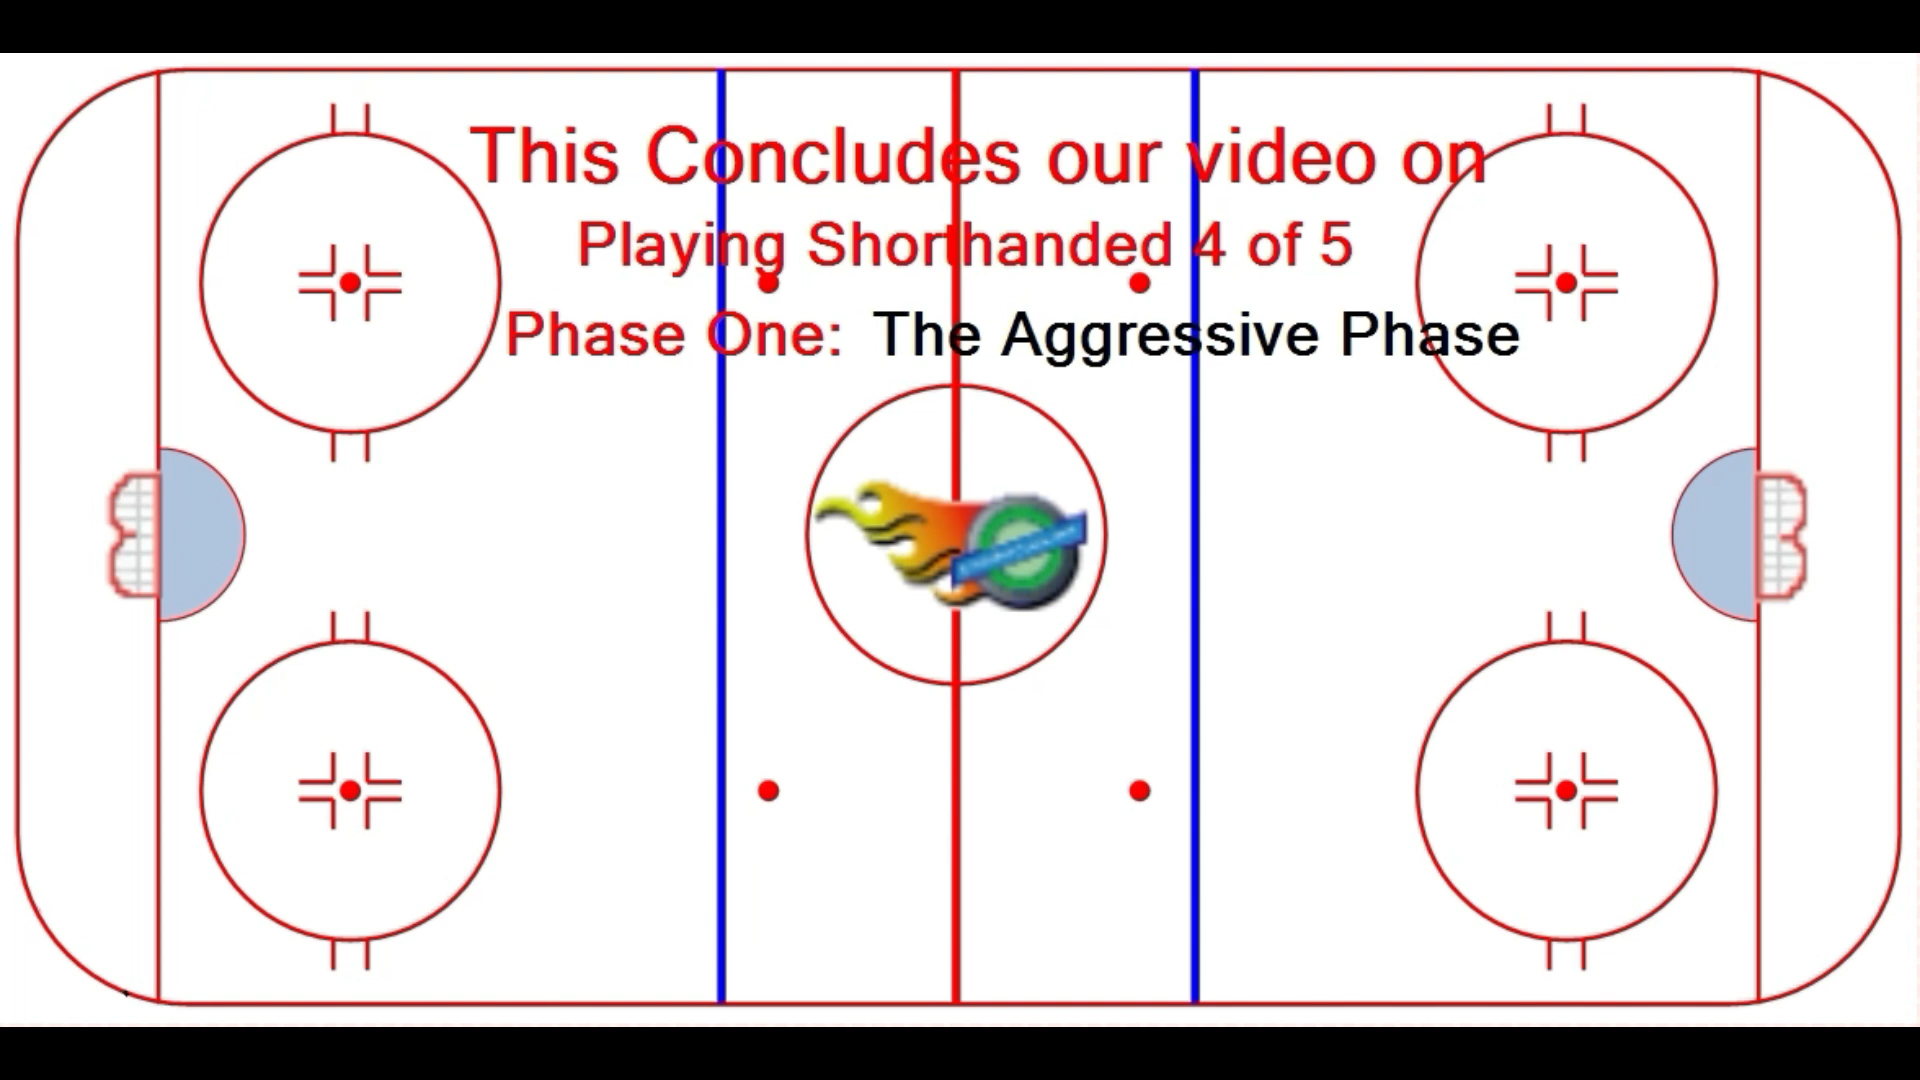 This Concludes our video on
Playing Shorthanded 4 of 5
Phase One: The Aggressive Phase